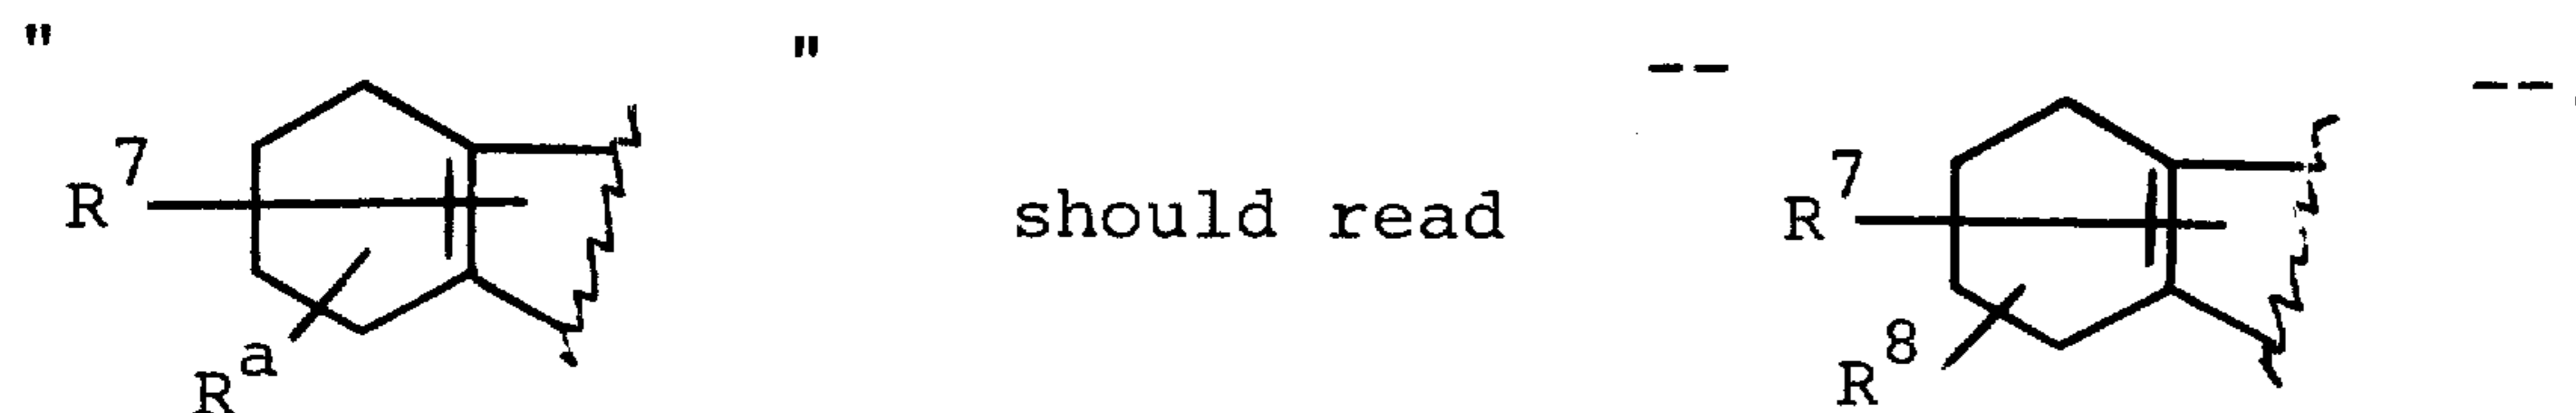 " R7 Ra " should read -- R7 R8 --.